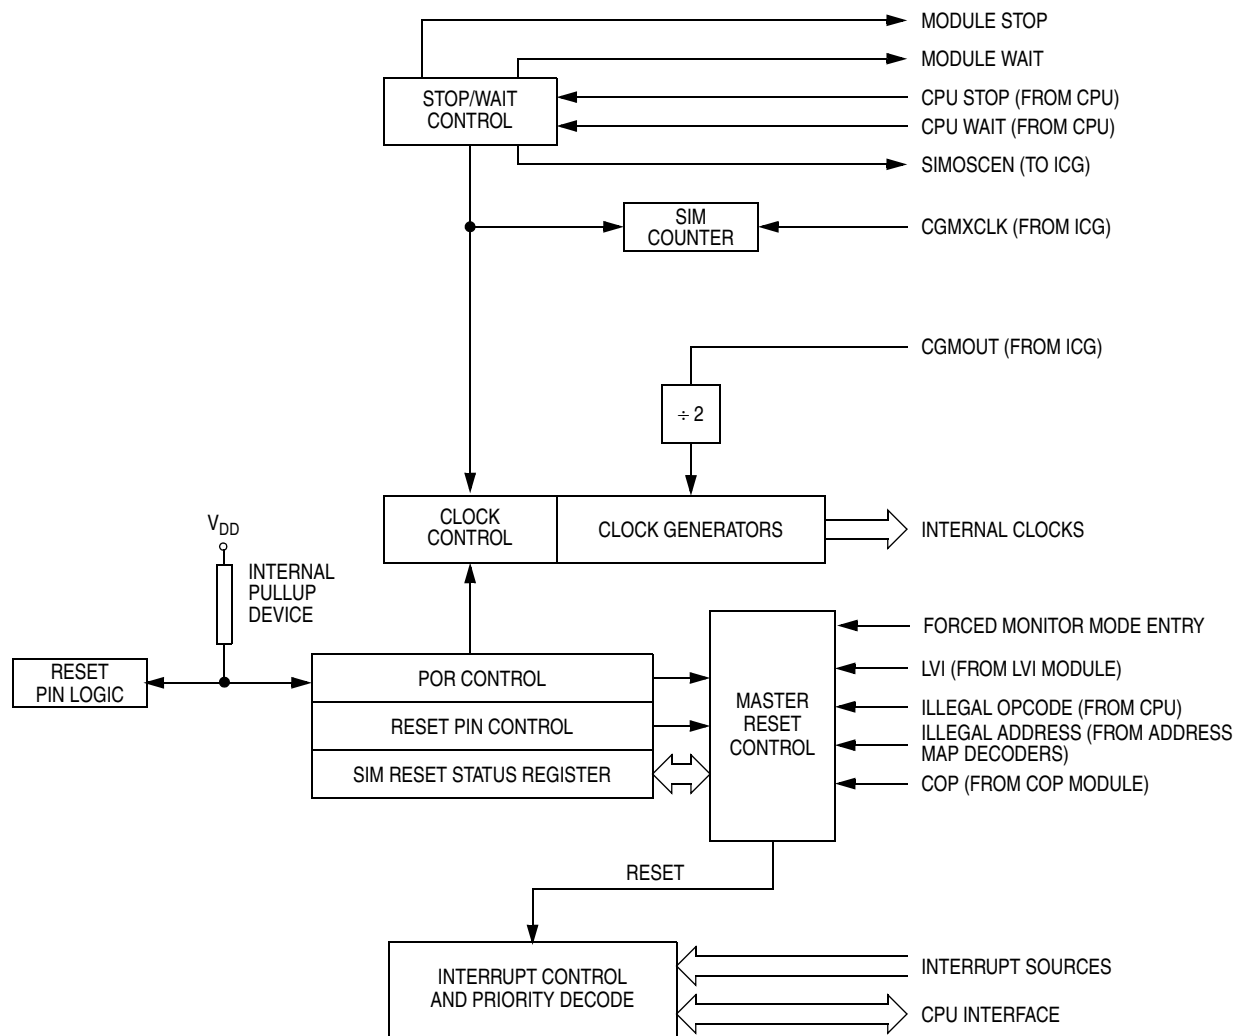 MODULE STOP
MODULE WAIT
STOP/WAIT
CONTROL
CPU STOP (FROM CPU)
CPU WAIT (FROM CPU)
SIMOSCEN (TO ICG)
SIM
COUNTER
CGMXCLK (FROM ICG)
CGMOUT (FROM ICG)
÷ 2
CLOCK
CONTROL
CLOCK GENERATORS
INTERNAL CLOCKS
VDD
INTERNAL
PULLUP
DEVICE
RESET
PIN LOGIC
POR CONTROL
RESET PIN CONTROL
SIM RESET STATUS REGISTER
MASTER
RESET
CONTROL
FORCED MONITOR MODE ENTRY
LVI (FROM LVI MODULE)
ILLEGAL OPCODE (FROM CPU)
ILLEGAL ADDRESS (FROM ADDRESS
MAP DECODERS)
COP (FROM COP MODULE)
RESET
INTERRUPT CONTROL
AND PRIORITY DECODE
INTERRUPT SOURCES
CPU INTERFACE